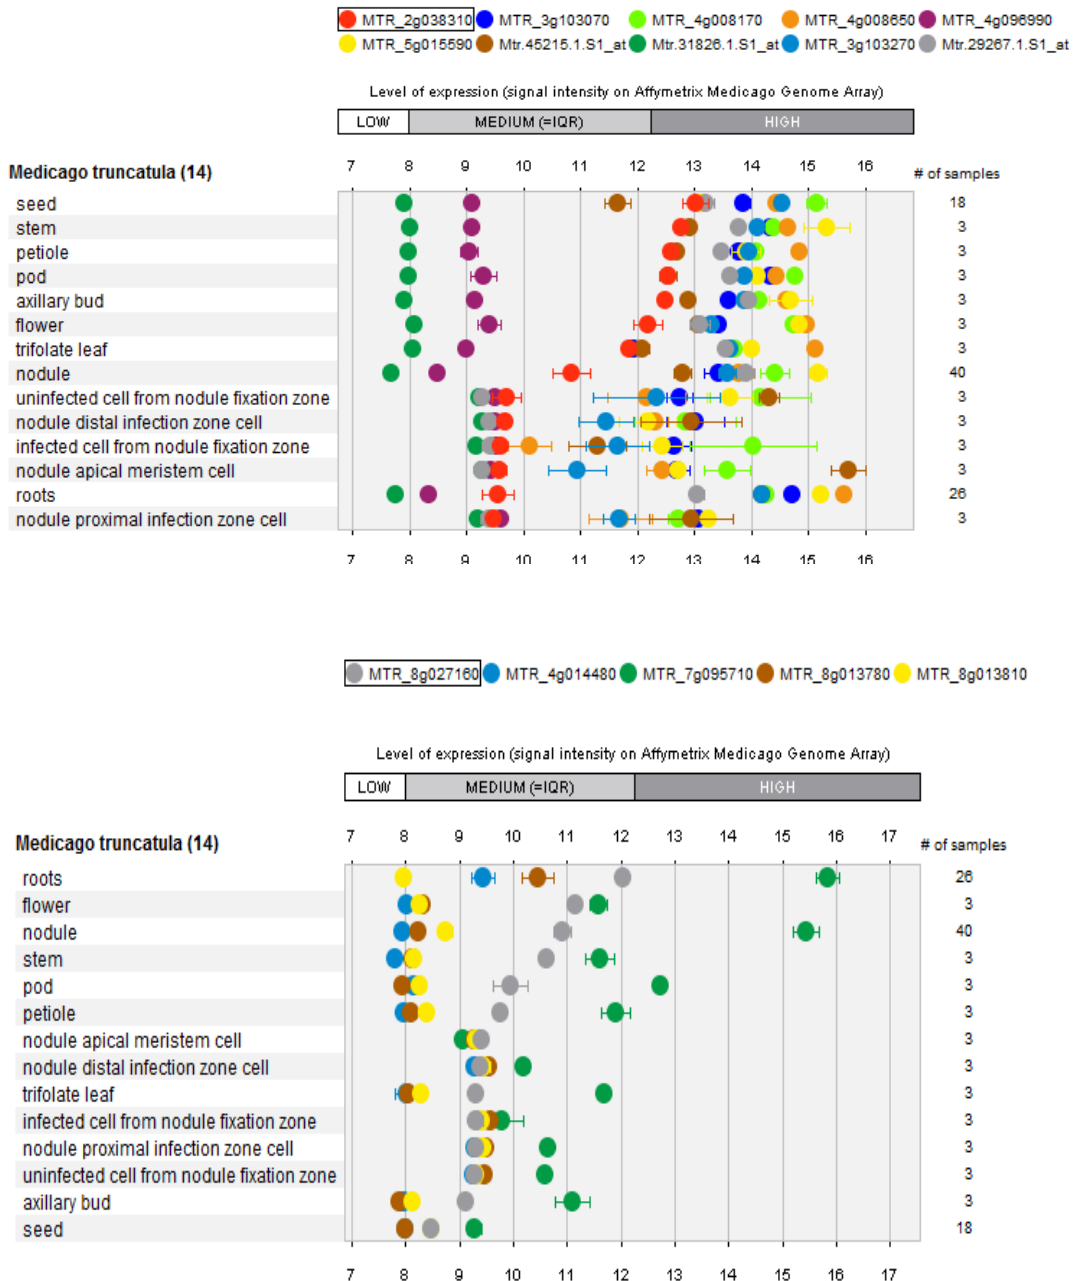 MTR_2g038310 MTR_3g103070 MTR_4g008170 MTR_4g008650 MTR_4g096990
MTR_5g015590 Mtr.45215.1.S1_at Mtr.31826.1.S1_at MTR_3g103270 Mtr.29267.1.S1_at
Level of expression (signal intensity on Affymetrix Medicago Genome Array)
LOW MEDIUM (=IQR) HIGH
Medicago truncatula (14) 7 8 9 10 11 12 13 14 15 16 # of samples
seed 18
stem 3
petiole 3
pod 3
axillary bud 3
flower 3
trifolate leaf 3
nodule 40
uninfected cell from nodule fixation zone 3
nodule distal infection zone cell 3
infected cell from nodule fixation zone 3
nodule apical meristem cell 3
roots 26
nodule proximal infection zone cell 3
7 8 9 10 11 12 13 14 15 16
MTR_8g027160 MTR_4g014480 MTR_7g095710 MTR_8g013780 MTR_8g013810
Level of expression (signal intensity on Affymetrix Medicago Genome Array)
LOW MEDIUM (=IQR) HIGH
Medicago truncatula (14) 7 8 9 10 11 12 13 14 15 16 17 # of samples
roots 26
flower 3
nodule 40
stem 3
pod 3
petiole 3
nodule apical meristem cell 3
nodule distal infection zone cell 3
trifolate leaf 3
infected cell from nodule fixation zone 3
nodule proximal infection zone cell 3
uninfected cell from nodule fixation zone 3
axillary bud 3
seed 18
7 8 9 10 11 12 13 14 15 16 17